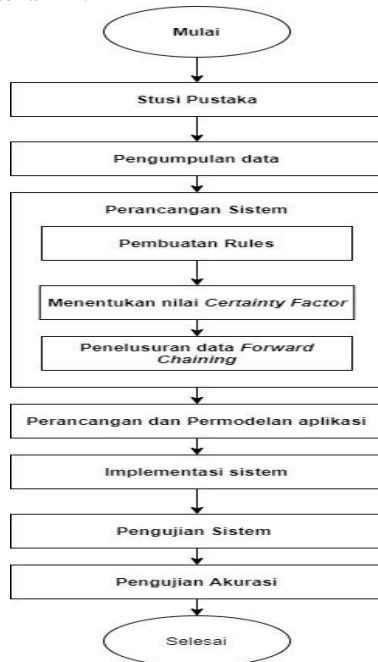 Mulai
Stusi Pustaka
Pengumpulan data
Perancangan Sistem
Pembuatan Rules
Menentukan nilai Certainty Factor
Penelusuran data Forward
Chaining
Perancangan dan Permodelan aplikasi
Implementasi sistem
Pengujian Sistem
Pengujian Akurasi
Selesai